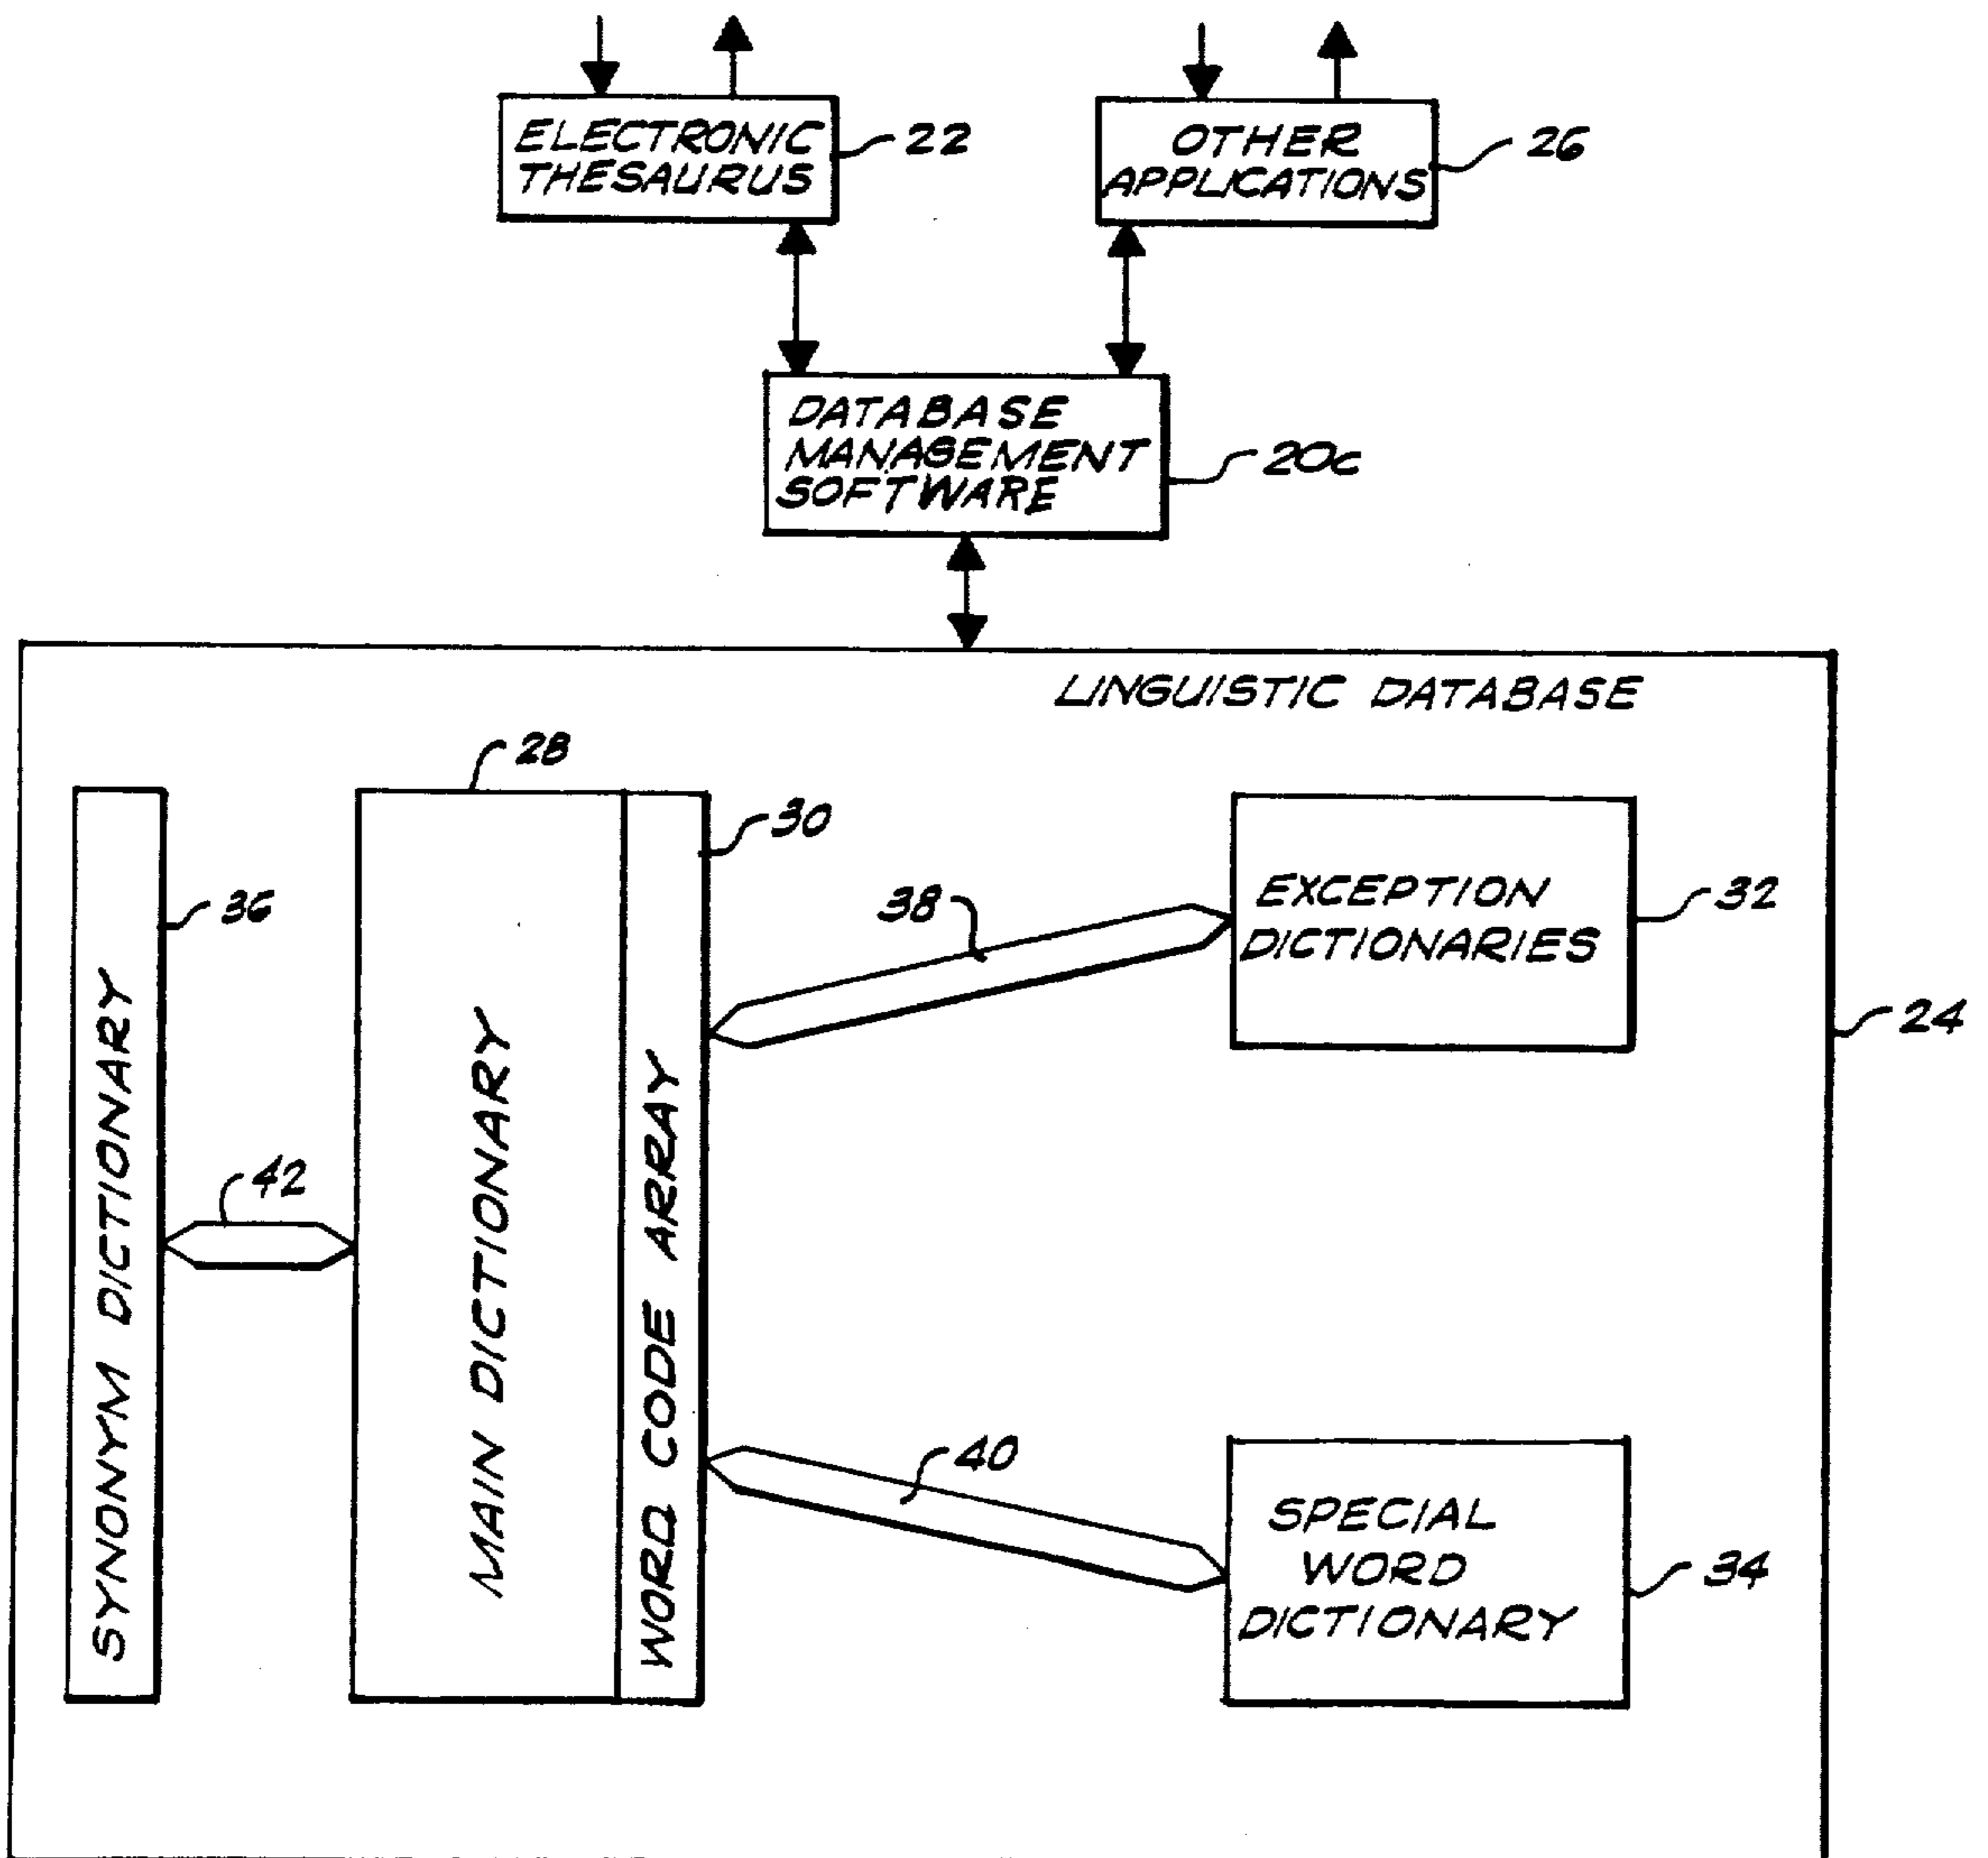 ELECTRONIC
THESAURUS
22
OTHER
APPLICATIONS
26
DATABASE
MANAGEMENT
SOFTWARE
20c
LINGUISTIC DATABASE
28
30
36
38
EXCEPTION
DICTIONARIES
32
24
SYNONYM DICTIONARY
42
MAIN DICTIONARY
WORD CODE ARRAY
40
SPECIAL
WORD
DICTIONARY
34